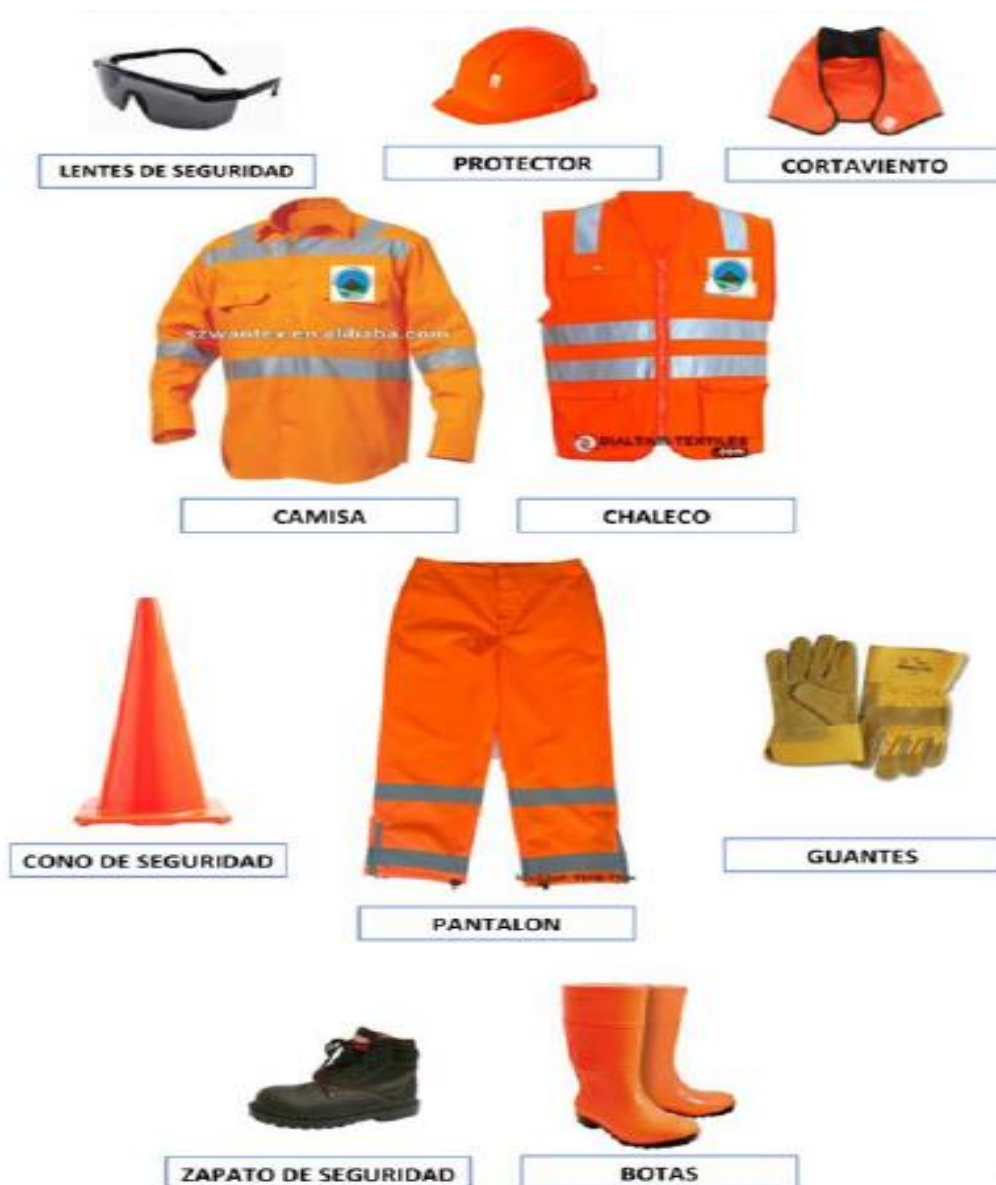 LENTES DE SEGURIDAD
PROTECTOR
CORTAVIENTO
szwantex.en.alibaba.com
CAMISA
CHALECO
CONO DE SEGURIDAD
GUANTES
PANTALON
ZAPATO DE SEGURIDAD
BOTAS